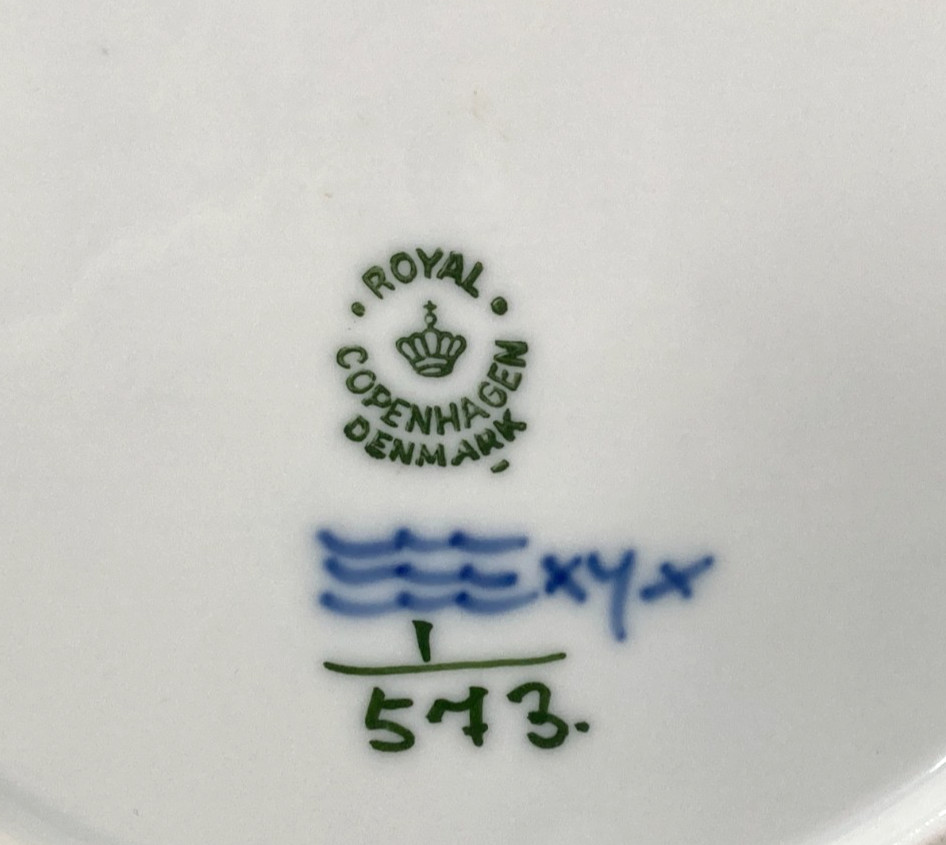 ROYAL
COPENHAGEN
DENMARK
xyx
1
573.